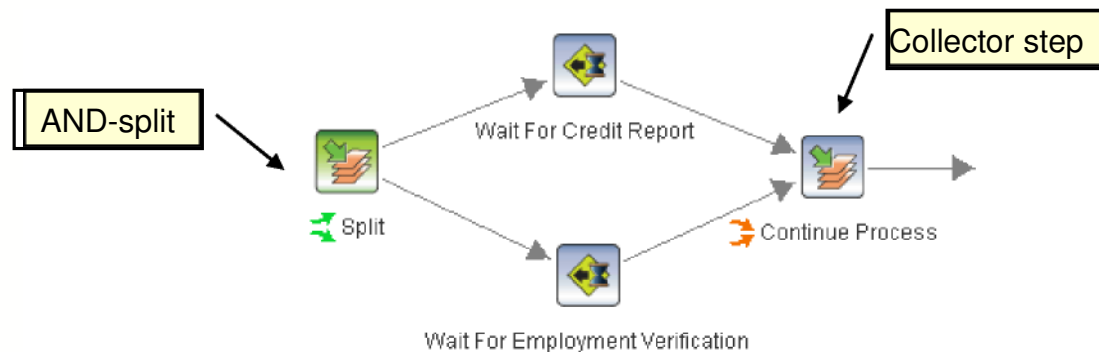 Collector step
AND-split
Wait For Credit Report
Split
Continue Process
Wait For Employment Verification